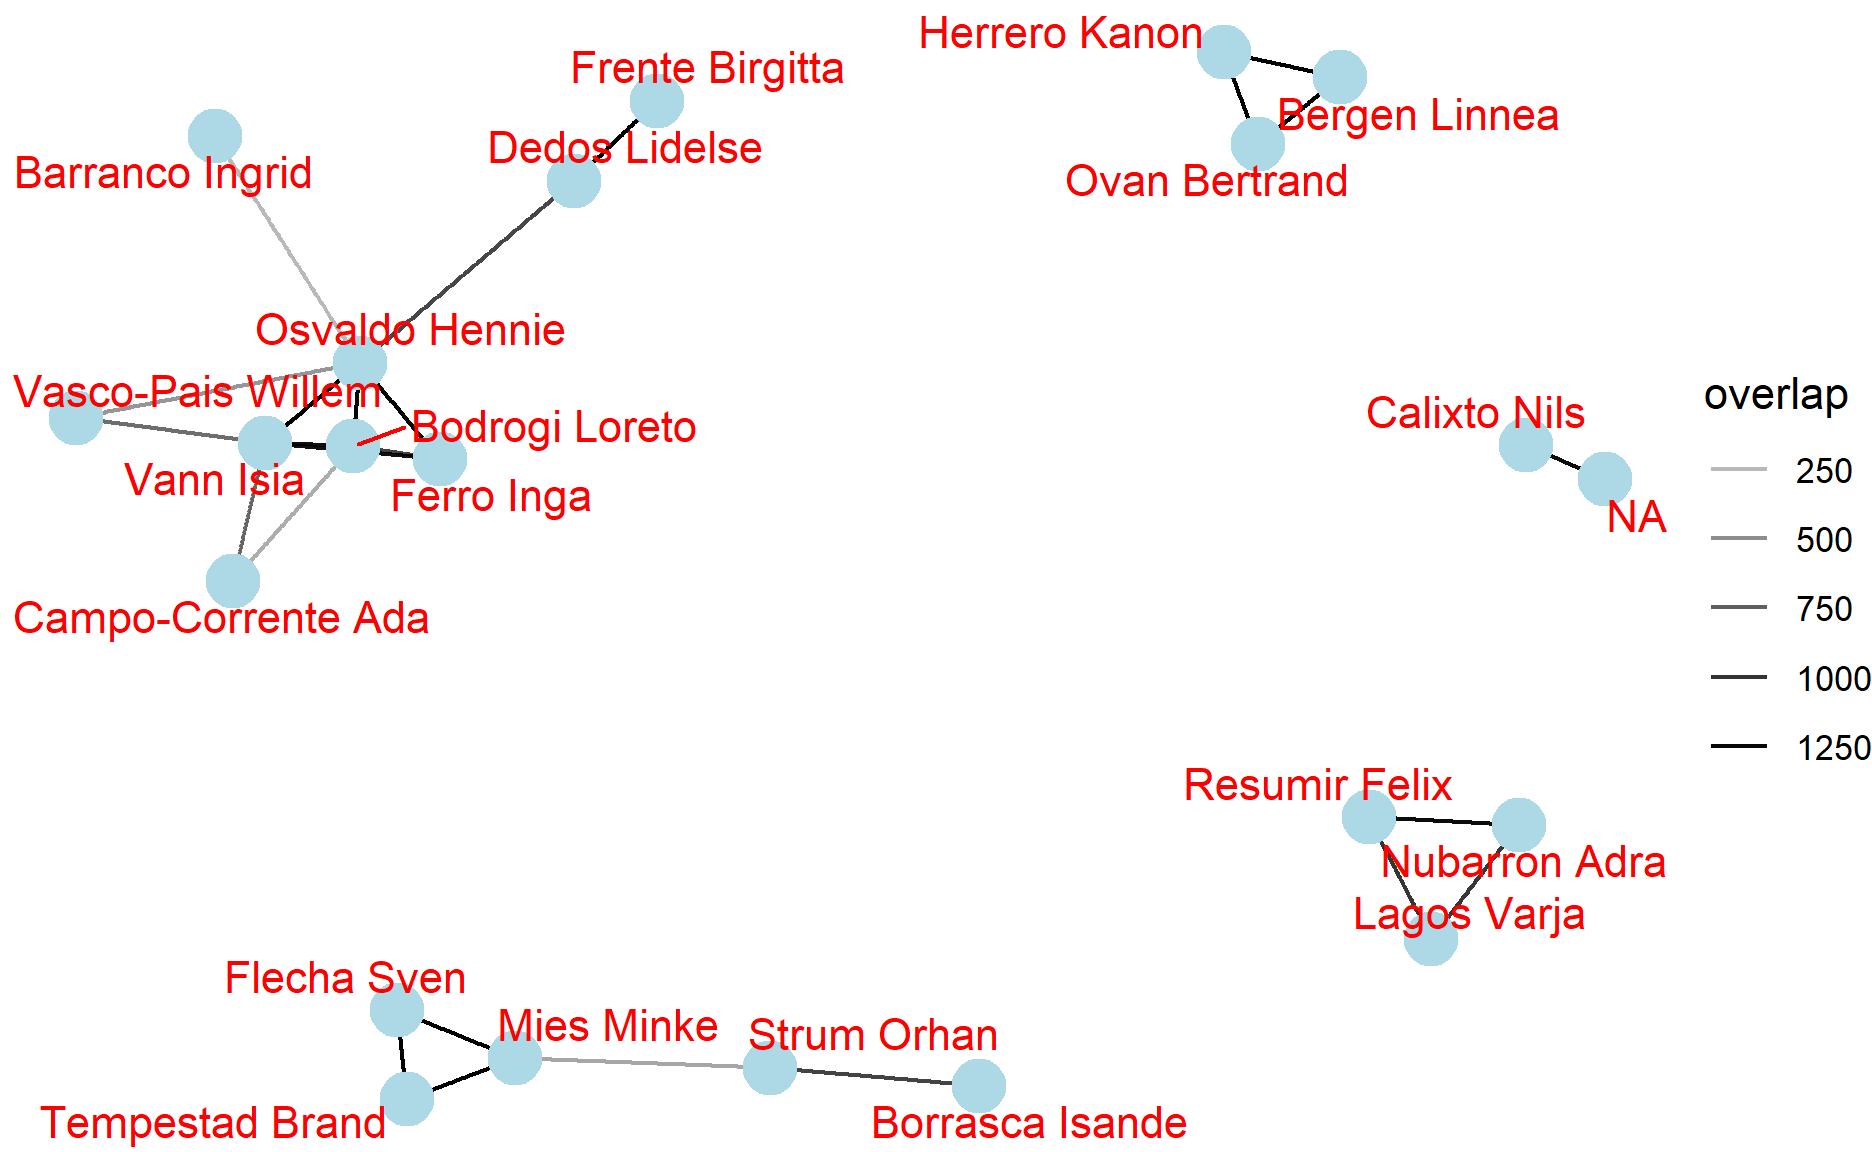 Herrero Kanon
Frente Birgitta
Bergen Linnea
Dedos Lidelse
Barranco Ingrid
Ovan Bertrand
Osvaldo Hennie
Vasco-Pais Willem
Bodrogi Loreto
Vann Isia
Ferro Inga
Campo-Corrente Ada
Calixto Nils
NA
overlap
250
500
750
1000
1250
Resumir Felix
Nubarron Adra
Lagos Varja
Flecha Sven
Mies Minke
Strum Orhan
Tempestad Brand
Borrasca Isande